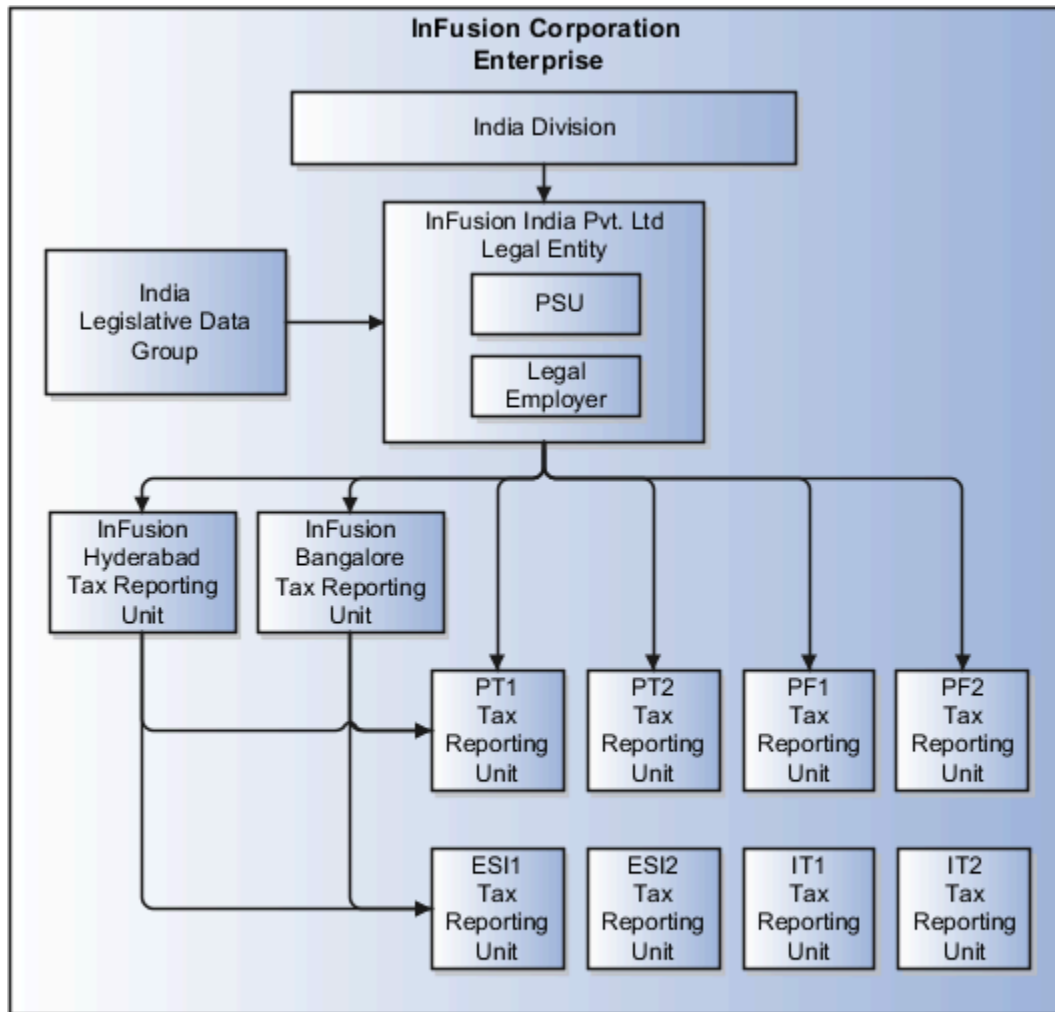 InFusion Corporation
Enterprise
India Division
InFusion India Pvt. Ltd
Legal Entity
PSU
Legal
Employer
India
Legislative Data
Group
InFusion
Hyderabad
Tax Reporting
Unit
InFusion
Bangalore
Tax Reporting
Unit
PT1
Tax
Reporting
Unit
PT2
Tax
Reporting
Unit
PF1
Tax
Reporting
Unit
PF2
Tax
Reporting
Unit
ESI1
Tax
Reporting
Unit
ESI2
Tax
Reporting
Unit
IT1
Tax
Reporting
Unit
IT2
Tax
Reporting
Unit